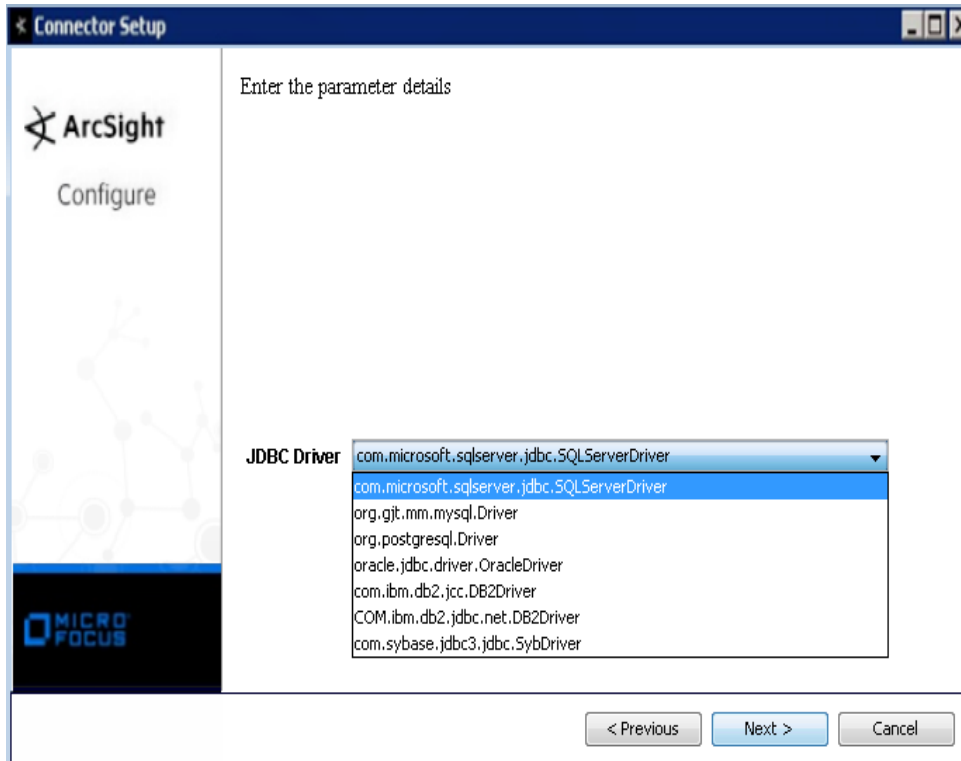 Connector Setup
ArcSight
Configure
Enter the parameter details
JDBC Driver com.microsoft.sqlserver.jdbc.SQLServerDriver
com.microsoft.sqlserver.jdbc.SQLServerDriver
org.gjt.mm.mysql.Driver
org.postgresql.Driver
oracle.jdbc.driver.OracleDriver
com.ibm.db2.jcc.DB2Driver
COM.ibm.db2.jdbc.net.DB2Driver
com.sybase.jdbc3.jdbc.SybDriver
MICRO
FOCUS
< Previous Next > Cancel